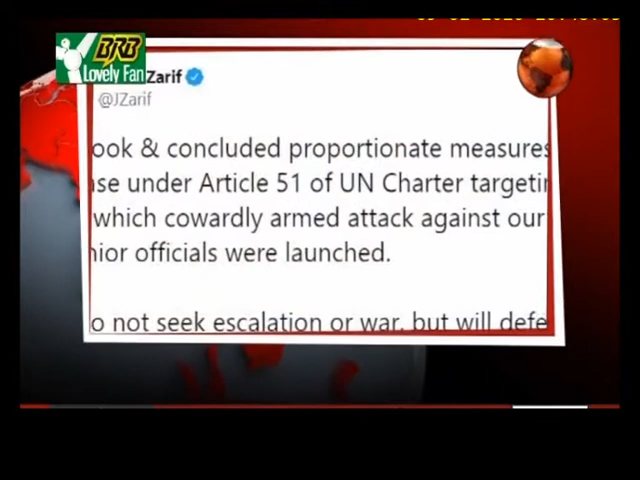 BRB
Lovely Fan
Zarif
@JZarif
ook & concluded proportionate measures
se under Article 51 of UN Charter targetin
which cowardly armed attack against our
nior officials were launched.
o not seek escalation or war, but will defe